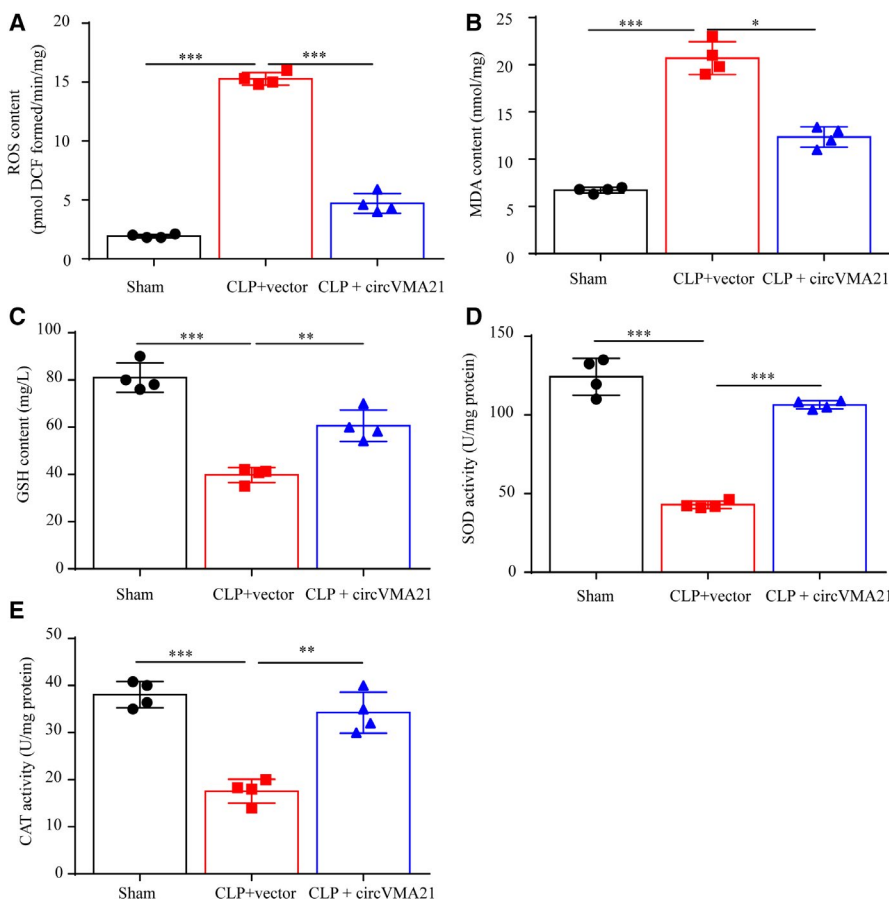 A
ROS content
(pmol DCF formed/min/mg)
20
15
10
5
0
***
***
Sham
CLP+vector
CLP + circVMA21
B
MDA content (nmol/mg)
25
20
15
10
5
0
***
*
Sham
CLP+vector
CLP + circVMA21
C
GSH content (mg/L)
100
80
60
40
20
0
***
**
Sham
CLP+vector
CLP + circVMA21
D
SOD activity (U/mg protein)
150
100
50
0
***
***
Sham
CLP+vector
CLP + circVMA21
E
CAT activity (U/mg protein)
50
40
30
20
10
0
***
**
Sham
CLP+vector
CLP + circVMA21